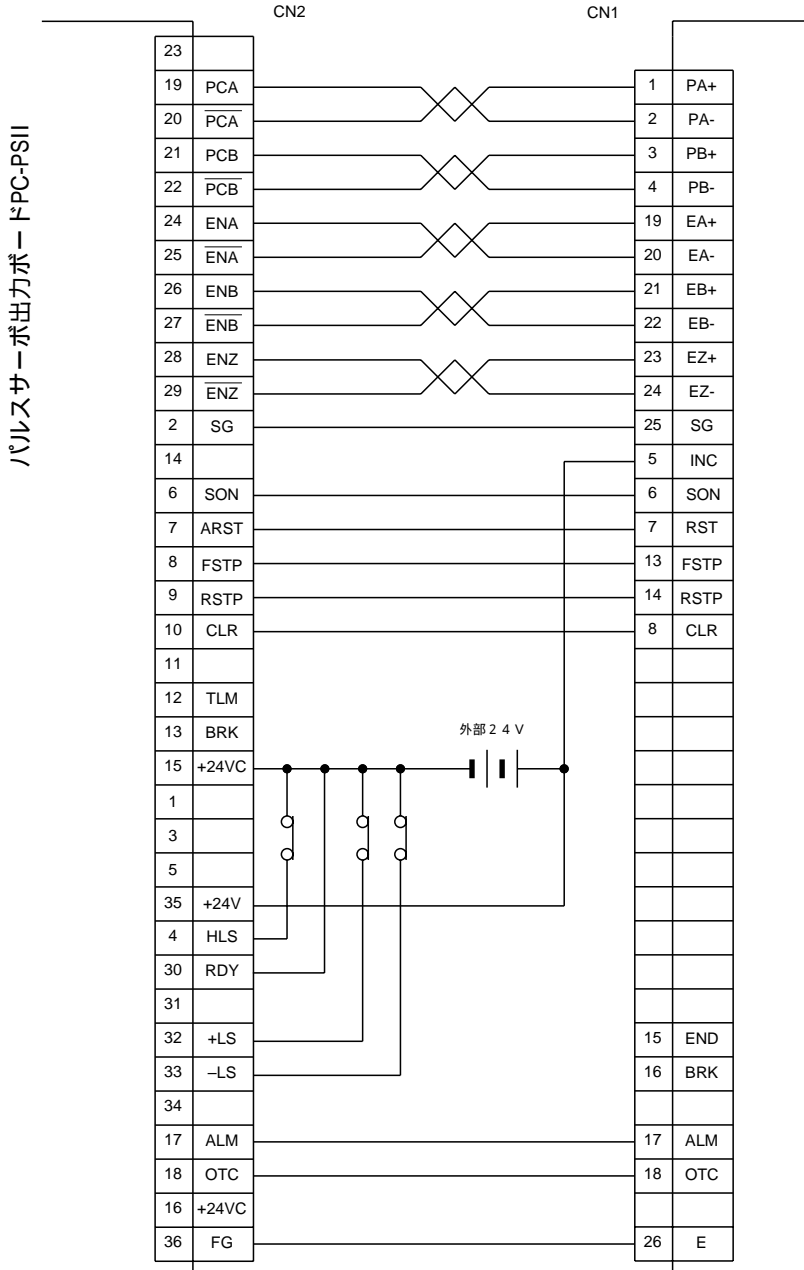 CN2 CN1
パルスサーボ出力ボードPC-PSII
23
19 PCA 1 PA+
20 PCA 2 PA-
21 PCB 3 PB+
22 PCB 4 PB-
24 ENA 19 EA+
25 ENA 20 EA-
26 ENB 21 EB+
27 ENB 22 EB-
28 ENZ 23 EZ+
29 ENZ 24 EZ-
2 SG 25 SG
14 5 INC
6 SON 6 SON
7 ARST 7 RST
8 FSTP 13 FSTP
9 RSTP 14 RSTP
10 CLR 8 CLR
11
12 TLM
13 BRK
外部24V
15 +24VC
1
3
5
35 +24V
4 HLS
30 RDY
31
32 +LS 15 END
33 –LS 16 BRK
34
17 ALM 17 ALM
18 OTC 18 OTC
16 +24VC
36 FG 26 E